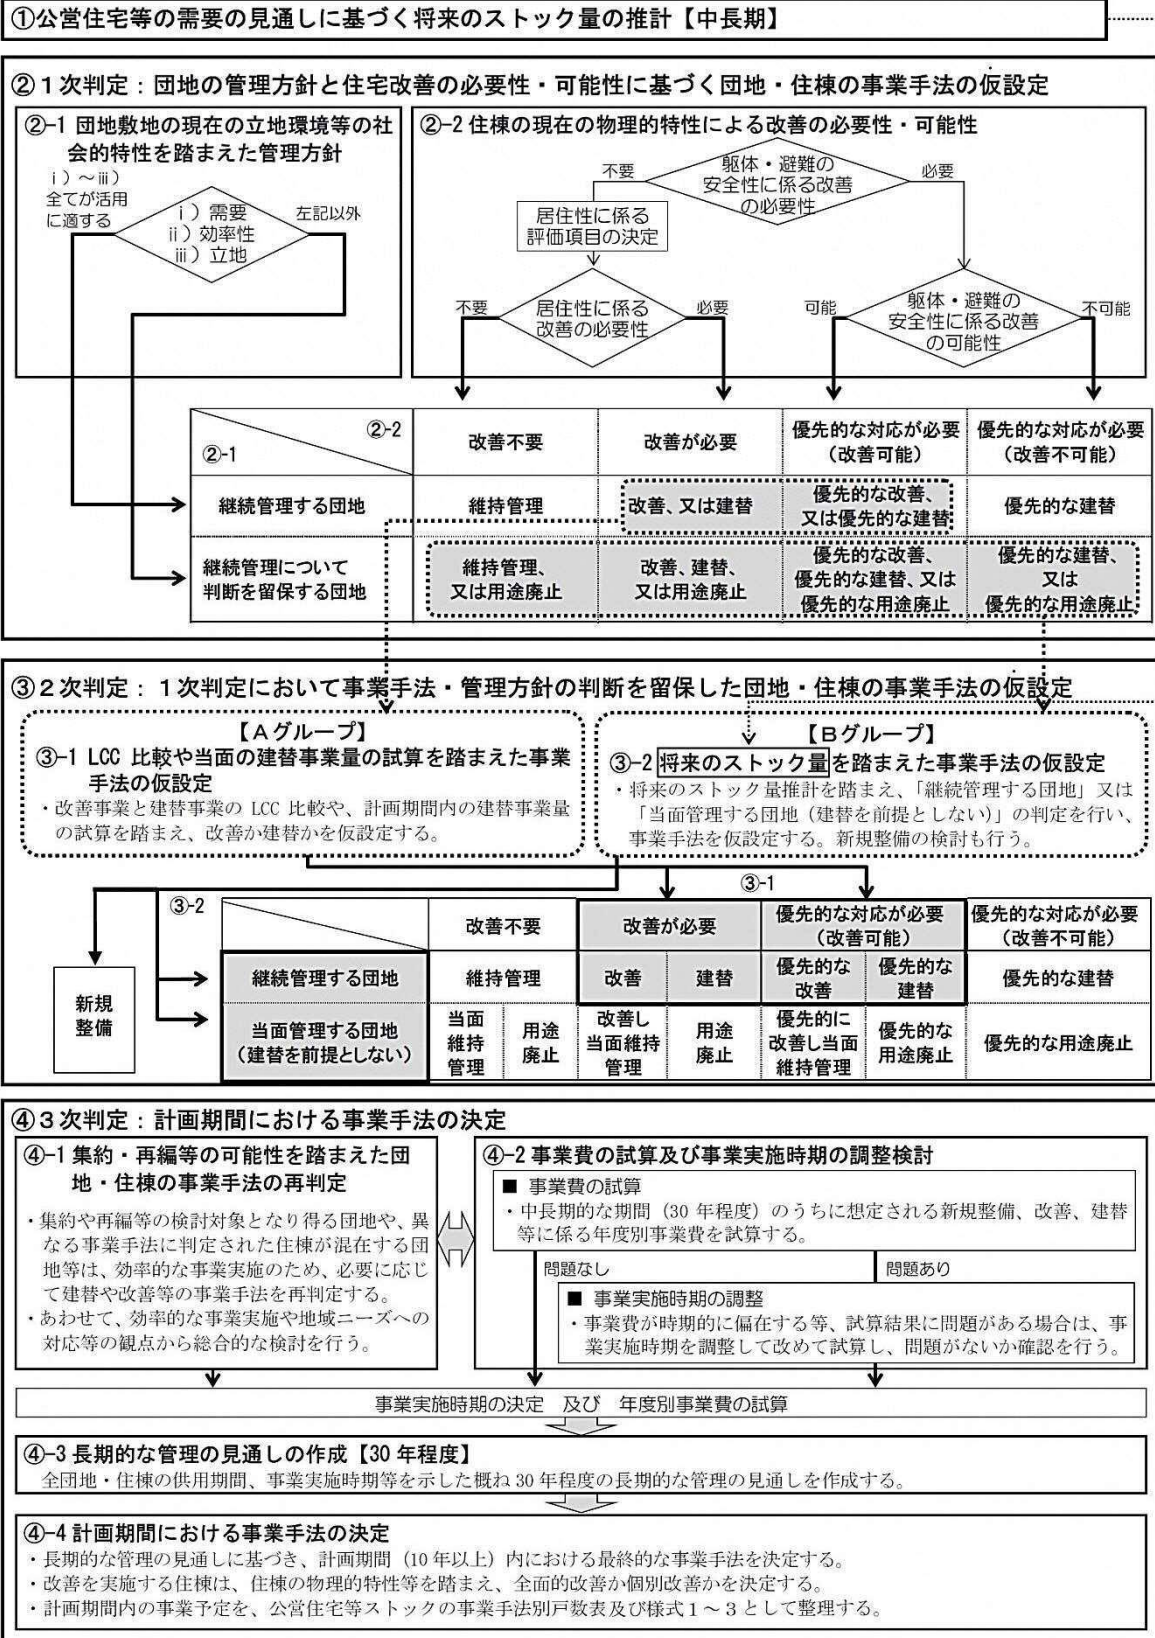 ①公営住宅等の需要の見通しに基づく将来のストック量の推計【中長期】
②１次判定：団地の管理方針と住宅改善の必要性・可能性に基づく団地・住棟の事業手法の仮設定
②-1 団地敷地の現在の立地環境等の社
会的特性を踏まえた管理方針
ⅰ）～ⅲ）
全てが活用
に適する
ⅰ）需要
ⅱ）効率性
ⅲ）立地
左記以外
②-2 住棟の現在の物理的特性による改善の必要性・可能性
不要
躯体・避難の
安全性に係る改善
の必要性
必要
居住性に係る
評価項目の決定
不要
居住性に係る
改善の必要性
必要
可能
躯体・避難の
安全性に係る改善
の可能性
不可能
②-2
②-1
改善不要
改善が必要
優先的な対応が必要
（改善可能）
優先的な対応が必要
（改善不可能）
継続管理する団地
維持管理
改善、又は建替
優先的な改善、
又は優先的な建替
優先的な建替
継続管理について
判断を留保する団地
維持管理、
又は用途廃止
改善、建替、
又は用途廃止
優先的な改善、
優先的な建替、又は
優先的な用途廃止
優先的な建替、
又は
優先的な用途廃止
③２次判定：１次判定において事業手法・管理方針の判断を留保した団地・住棟の事業手法の仮設定
【Ａグループ】
③-1 LCC 比較や当面の建替事業量の試算を踏まえた事業
手法の仮設定
・改善事業と建替事業の LCC 比較や、計画期間内の建替事業量
の試算を踏まえ、改善か建替かを仮設定する。
【Ｂグループ】
③-2 将来のストック量を踏まえた事業手法の仮設定
・将来のストック量推計を踏まえ、「継続管理する団地」又は
「当面管理する団地（建替を前提としない）」の判定を行い、
事業手法を仮設定する。新規整備の検討も行う。
③-1
③-2
改善不要
改善が必要
優先的な対応が必要
（改善可能）
優先的な対応が必要
（改善不可能）
新規
整備
継続管理する団地
維持管理
改善
建替
優先的な
改善
優先的な
建替
優先的な建替
当面管理する団地
（建替を前提としない）
当面
維持
管理
用途
廃止
改善し
当面維持
管理
用途
廃止
優先的に
改善し当面
維持管理
優先的な
用途廃止
優先的な用途廃止
④３次判定：計画期間における事業手法の決定
④-1 集約・再編等の可能性を踏まえた団
地・住棟の事業手法の再判定
・集約や再編等の検討対象となり得る団地や、異
なる事業手法に判定された住棟が混在する団
地等は、効率的な事業実施のため、必要に応じ
て建替や改善等の事業手法を再判定する。
・あわせて、効率的な事業実施や地域ニーズへの
対応等の観点から総合的な検討を行う。
④-2 事業費の試算及び事業実施時期の調整検討
■ 事業費の試算
・中長期的な期間（30 年程度）のうちに想定される新規整備、改善、建替
等に係る年度別事業費を試算する。
問題なし
問題あり
■ 事業実施時期の調整
・事業費が時期的に偏在する等、試算結果に問題がある場合は、事
業実施時期を調整して改めて試算し、問題がないか確認を行う。
事業実施時期の決定　及び　年度別事業費の試算
④-3 長期的な管理の見通しの作成【30 年程度】
全団地・住棟の供用期間、事業実施時期等を示した概ね 30 年程度の長期的な管理の見通しを作成する。
④-4 計画期間における事業手法の決定
・長期的な管理の見通しに基づき、計画期間（10 年以上）内における最終的な事業手法を決定する。
・改善を実施する住棟は、住棟の物理的特性等を踏まえ、全面的改善か個別改善かを決定する。
・計画期間内の事業予定を、公営住宅等ストックの事業手法別戸数表及び様式１～３として整理する。